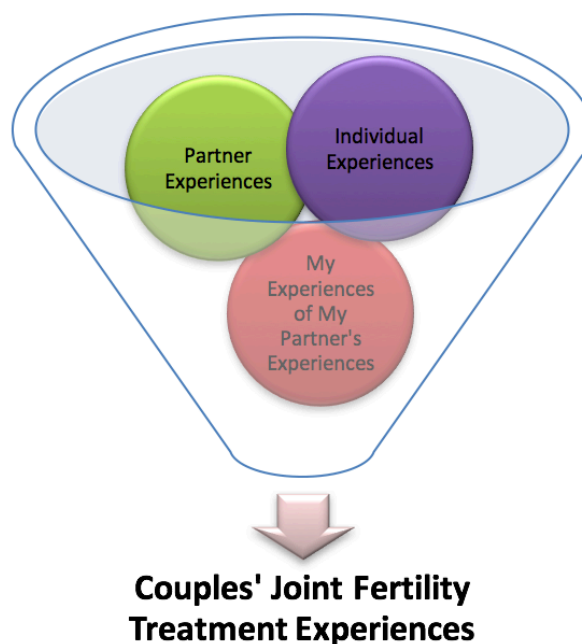 Partner
Experiences
Individual
Experiences
My
Experiences
of My
Partner's
Experiences
Couples' Joint Fertility
Treatment Experiences